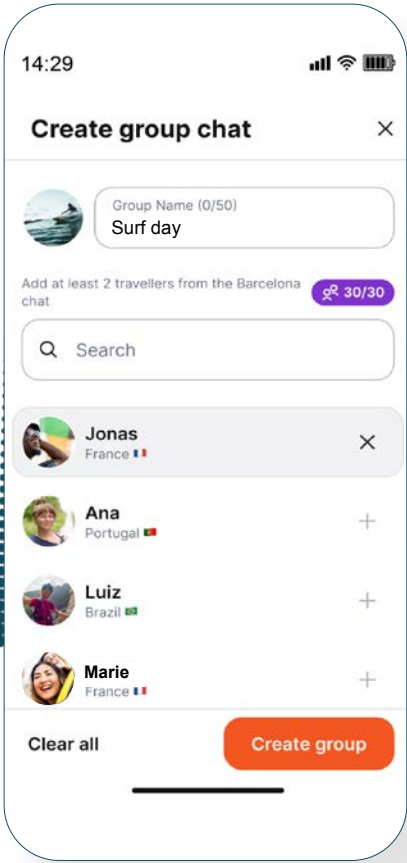 14:29
Create group chat
Group Name (0/50)
Surf day
Add at least 2 travellers from the Barcelona
chat
30/30
Search
Jonas
France
Ana
Portugal
Luiz
Brazil
Marie
France
Clear all
Create group